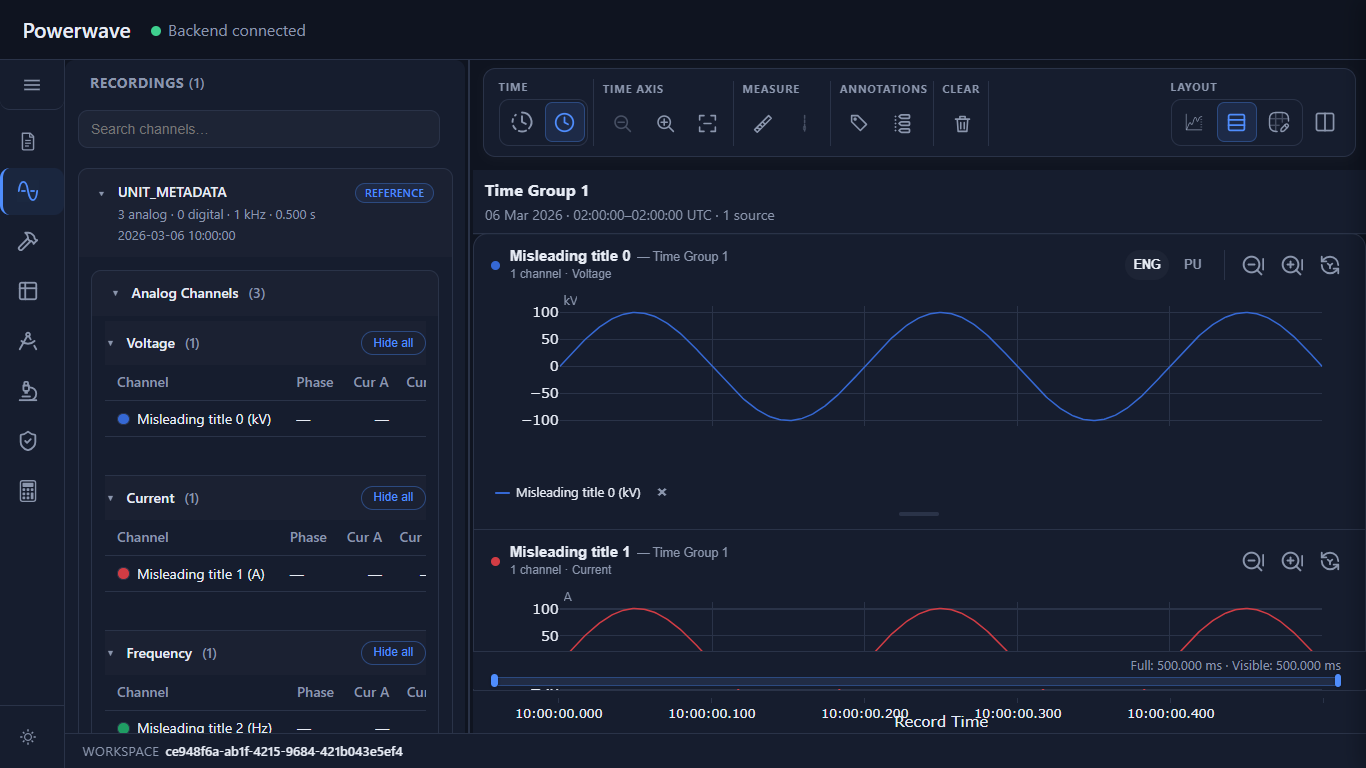 Powerwave
Backend connected
RECORDINGS (1)
Search channels...
UNIT_METADATA
REFERENCE
3 analog · 0 digital · 1 kHz · 0.500 s
2026-03-06 10:00:00
Analog Channels (3)
Voltage (1)
Hide all
Channel Phase Cur A Cur
Misleading title 0 (kV) — —
Current (1)
Hide all
Channel Phase Cur A Cur
Misleading title 1 (A) — — –
Frequency (1)
Hide all
Channel Phase Cur A Cur
Misleading title 2 (Hz) — —
TIME
TIME AXIS
MEASURE
ANNOTATIONS
CLEAR
LAYOUT
Time Group 1
06 Mar 2026 · 02:00:00–02:00:00 UTC · 1 source
Misleading title 0 — Time Group 1
1 channel · Voltage
ENG PU
kV
100
50
0
−50
−100
Misleading title 0 (kV) ×
Misleading title 1 — Time Group 1
1 channel · Current
A
100
50
Full: 500.000 ms · Visible: 500.000 ms
10:00:00.000 10:00:00.100 10:00:00.200 10:00:00.300 10:00:00.400
Record Time
WORKSPACE ce948f6a-ab1f-4215-9684-421b043e5ef4